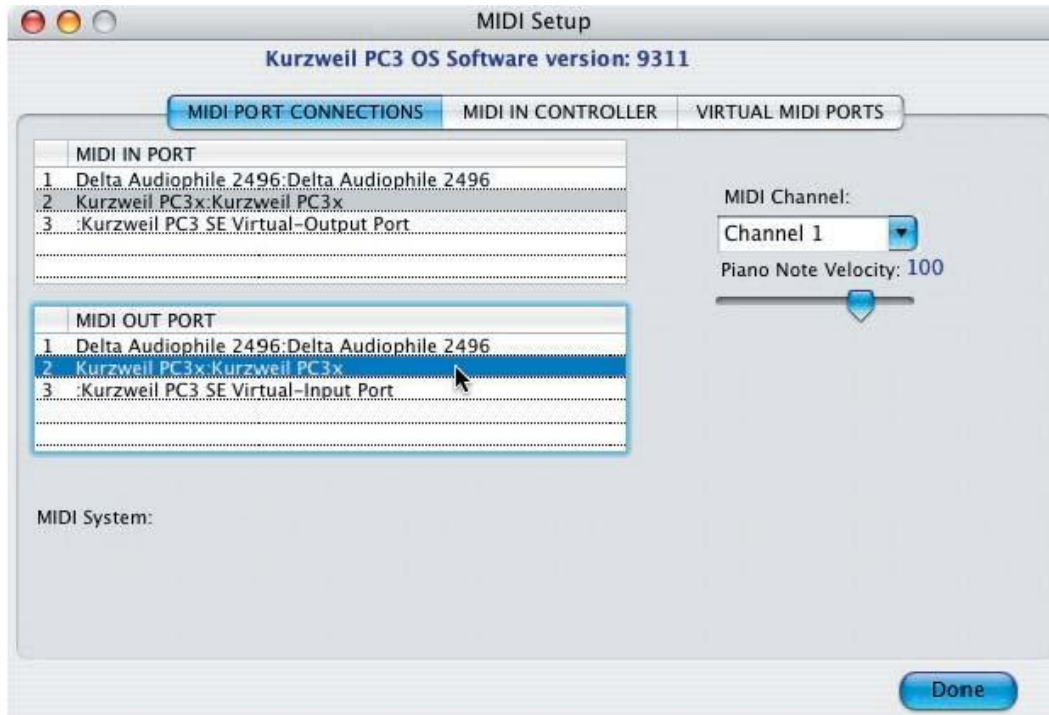 MIDI Setup
Kurzweil PC3 OS Software version: 9311
MIDI PORT CONNECTIONS
MIDI IN CONTROLLER
VIRTUAL MIDI PORTS
MIDI IN PORT
1 Delta Audiophile 2496:Delta Audiophile 2496
2 Kurzweil PC3x:Kurzweil PC3x
3 :Kurzweil PC3 SE Virtual-Output Port
MIDI Channel:
Channel 1
Piano Note Velocity: 100
MIDI OUT PORT
1 Delta Audiophile 2496:Delta Audiophile 2496
2 Kurzweil PC3x:Kurzweil PC3x
3 :Kurzweil PC3 SE Virtual-Input Port
MIDI System:
Done